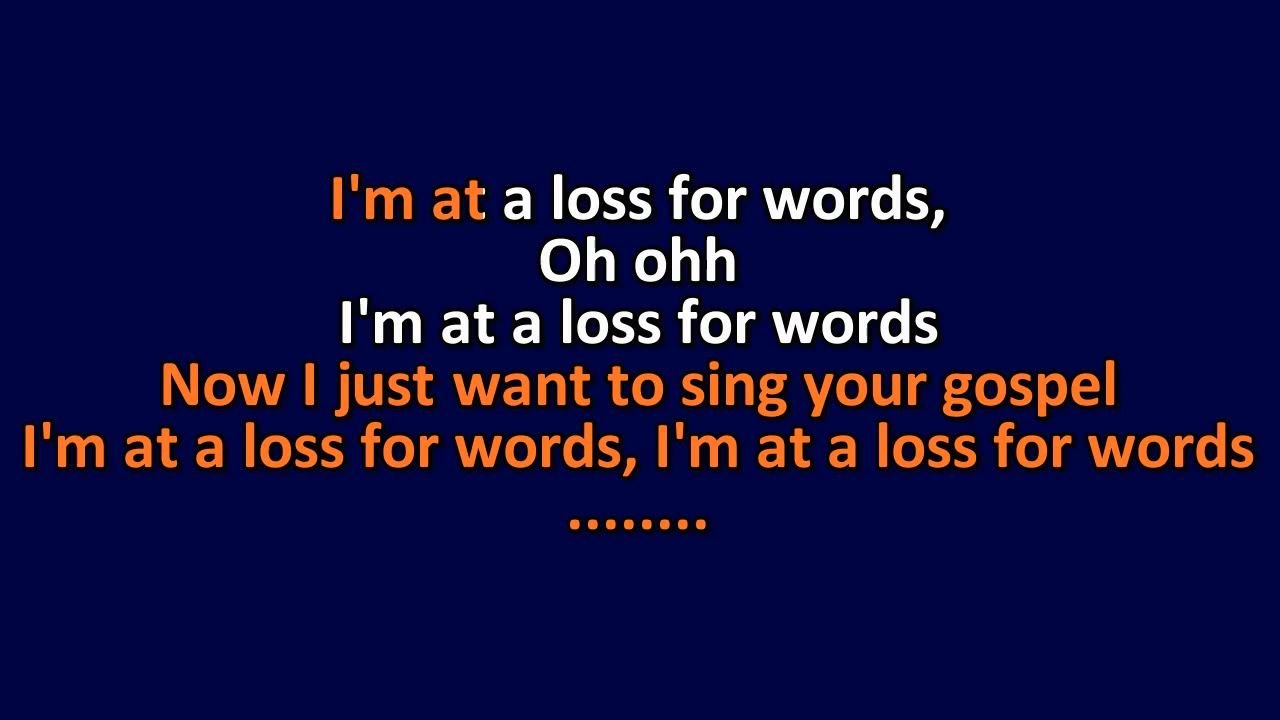 I'm at a loss for words,
Oh ohh
I'm at a loss for words
Now I just want to sing your gospel
I'm at a loss for words, I'm at a loss for words
........